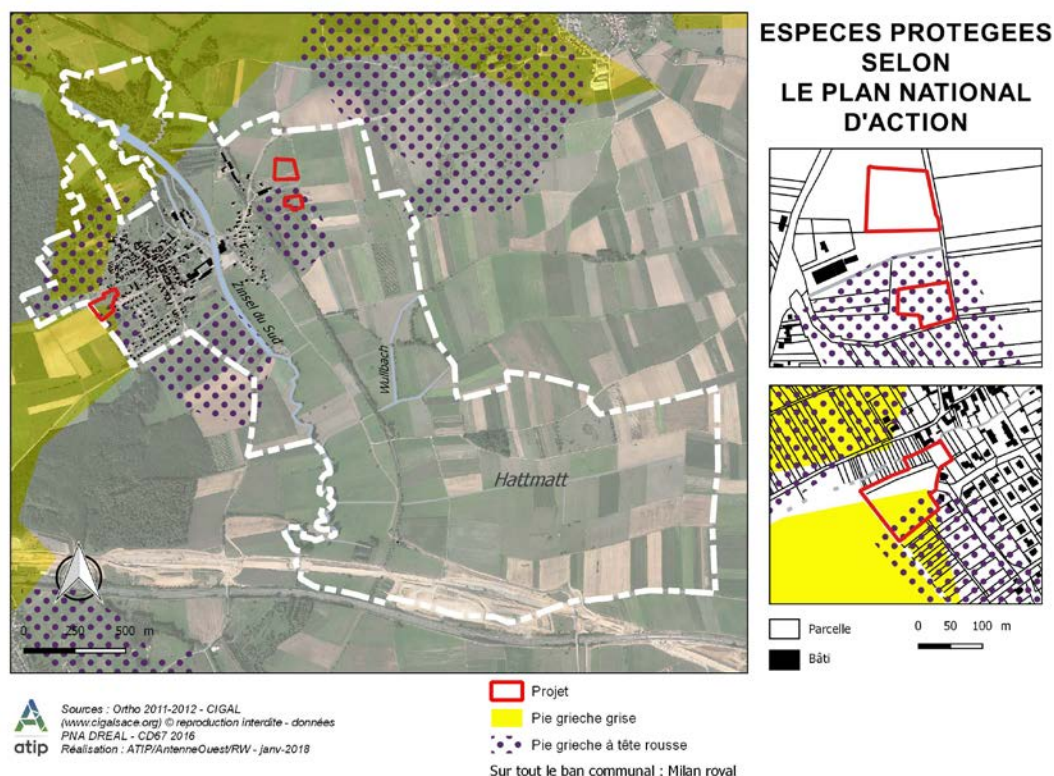 ESPECES PROTEGEES
SELON
LE PLAN NATIONAL
D'ACTION
Zinsel du Sud
Wullbach
Hattmatt
0 250 500 m
Parcelle
Bâti
0 50 100 m
Projet
Pie grieche grise
Pie grieche à tête rousse
Sur tout le ban communal : Milan royal
atip
Sources : Ortho 2011-2012 - CIGAL
(www.cigalsace.org) © reproduction interdite - données
PNA DREAL - CD67 2016
Réalisation : ATIP/AntenneOuest/RW - janv-2018